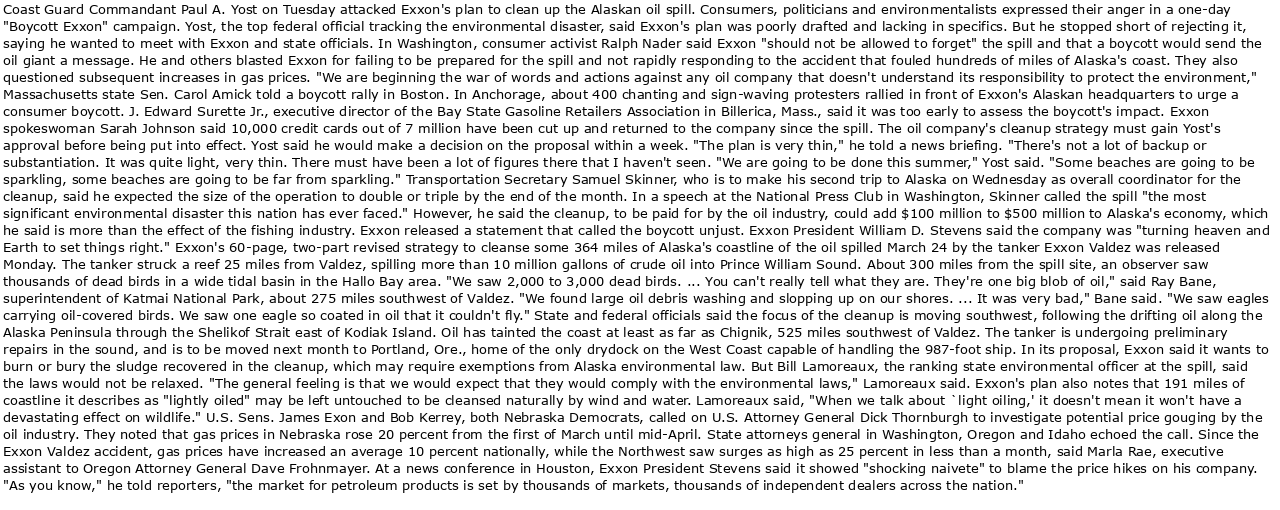 Coast Guard Commandant Paul A. Yost on Tuesday attacked Exxon's plan to clean up the Alaskan oil spill. Consumers, politicians and environmentalists expressed their anger in a one-day
"Boycott Exxon" campaign. Yost, the top federal official tracking the environmental disaster, said Exxon's plan was poorly drafted and lacking in specifics. But he stopped short of rejecting it,
saying he wanted to meet with Exxon and state officials. In Washington, consumer activist Ralph Nader said Exxon "should not be allowed to forget" the spill and that a boycott would send the
oil giant a message. He and others blasted Exxon for failing to be prepared for the spill and not rapidly responding to the accident that fouled hundreds of miles of Alaska's coast. They also
questioned subsequent increases in gas prices. "We are beginning the war of words and actions against any oil company that doesn't understand its responsibility to protect the environment,"
Massachusetts state Sen. Carol Amick told a boycott rally in Boston. In Anchorage, about 400 chanting and sign-waving protesters rallied in front of Exxon's Alaskan headquarters to urge a
consumer boycott. J. Edward Surette Jr., executive director of the Bay State Gasoline Retailers Association in Billerica, Mass., said it was too early to assess the boycott's impact. Exxon
spokeswoman Sarah Johnson said 10,000 credit cards out of 7 million have been cut up and returned to the company since the spill. The oil company's cleanup strategy must gain Yost's
approval before being put into effect. Yost said he would make a decision on the proposal within a week. "The plan is very thin," he told a news briefing. "There's not a lot of backup or
substantiation. It was quite light, very thin. There must have been a lot of figures there that I haven't seen. "We are going to be done this summer," Yost said. "Some beaches are going to be
sparkling, some beaches are going to be far from sparkling." Transportation Secretary Samuel Skinner, who is to make his second trip to Alaska on Wednesday as overall coordinator for the
cleanup, said he expected the size of the operation to double or triple by the end of the month. In a speech at the National Press Club in Washington, Skinner called the spill "the most
significant environmental disaster this nation has ever faced." However, he said the cleanup, to be paid for by the oil industry, could add $100 million to $500 million to Alaska's economy, which
he said is more than the effect of the fishing industry. Exxon released a statement that called the boycott unjust. Exxon President William D. Stevens said the company was "turning heaven and
Earth to set things right." Exxon's 60-page, two-part revised strategy to cleanse some 364 miles of Alaska's coastline of the oil spilled March 24 by the tanker Exxon Valdez was released
Monday. The tanker struck a reef 25 miles from Valdez, spilling more than 10 million gallons of crude oil into Prince William Sound. About 300 miles from the spill site, an observer saw
thousands of dead birds in a wide tidal basin in the Hallo Bay area. "We saw 2,000 to 3,000 dead birds. ... You can't really tell what they are. They're one big blob of oil," said Ray Bane,
superintendent of Katmai National Park, about 275 miles southwest of Valdez. "We found large oil debris washing and slopping up on our shores. ... It was very bad," Bane said. "We saw eagles
carrying oil-covered birds. We saw one eagle so coated in oil that it couldn't fly." State and federal officials said the focus of the cleanup is moving southwest, following the drifting oil along the
Alaska Peninsula through the Shelikof Strait east of Kodiak Island. Oil has tainted the coast at least as far as Chignik, 525 miles southwest of Valdez. The tanker is undergoing preliminary
repairs in the sound, and is to be moved next month to Portland, Ore., home of the only drydock on the West Coast capable of handling the 987-foot ship. In its proposal, Exxon said it wants to
burn or bury the sludge recovered in the cleanup, which may require exemptions from Alaska environmental law. But Bill Lamoreaux, the ranking state environmental officer at the spill, said
the laws would not be relaxed. "The general feeling is that we would expect that they would comply with the environmental laws," Lamoreaux said. Exxon's plan also notes that 191 miles of
coastline it describes as "lightly oiled" may be left untouched to be cleansed naturally by wind and water. Lamoreaux said, "When we talk about `light oiling,' it doesn't mean it won't have a
devastating effect on wildlife." U.S. Sens. James Exon and Bob Kerrey, both Nebraska Democrats, called on U.S. Attorney General Dick Thornburgh to investigate potential price gouging by the
oil industry. They noted that gas prices in Nebraska rose 20 percent from the first of March until mid-April. State attorneys general in Washington, Oregon and Idaho echoed the call. Since the
Exxon Valdez accident, gas prices have increased an average 10 percent nationally, while the Northwest saw surges as high as 25 percent in less than a month, said Marla Rae, executive
assistant to Oregon Attorney General Dave Frohnmayer. At a news conference in Houston, Exxon President Stevens said it showed "shocking naivete" to blame the price hikes on his company.
"As you know," he told reporters, "the market for petroleum products is set by thousands of markets, thousands of independent dealers across the nation."